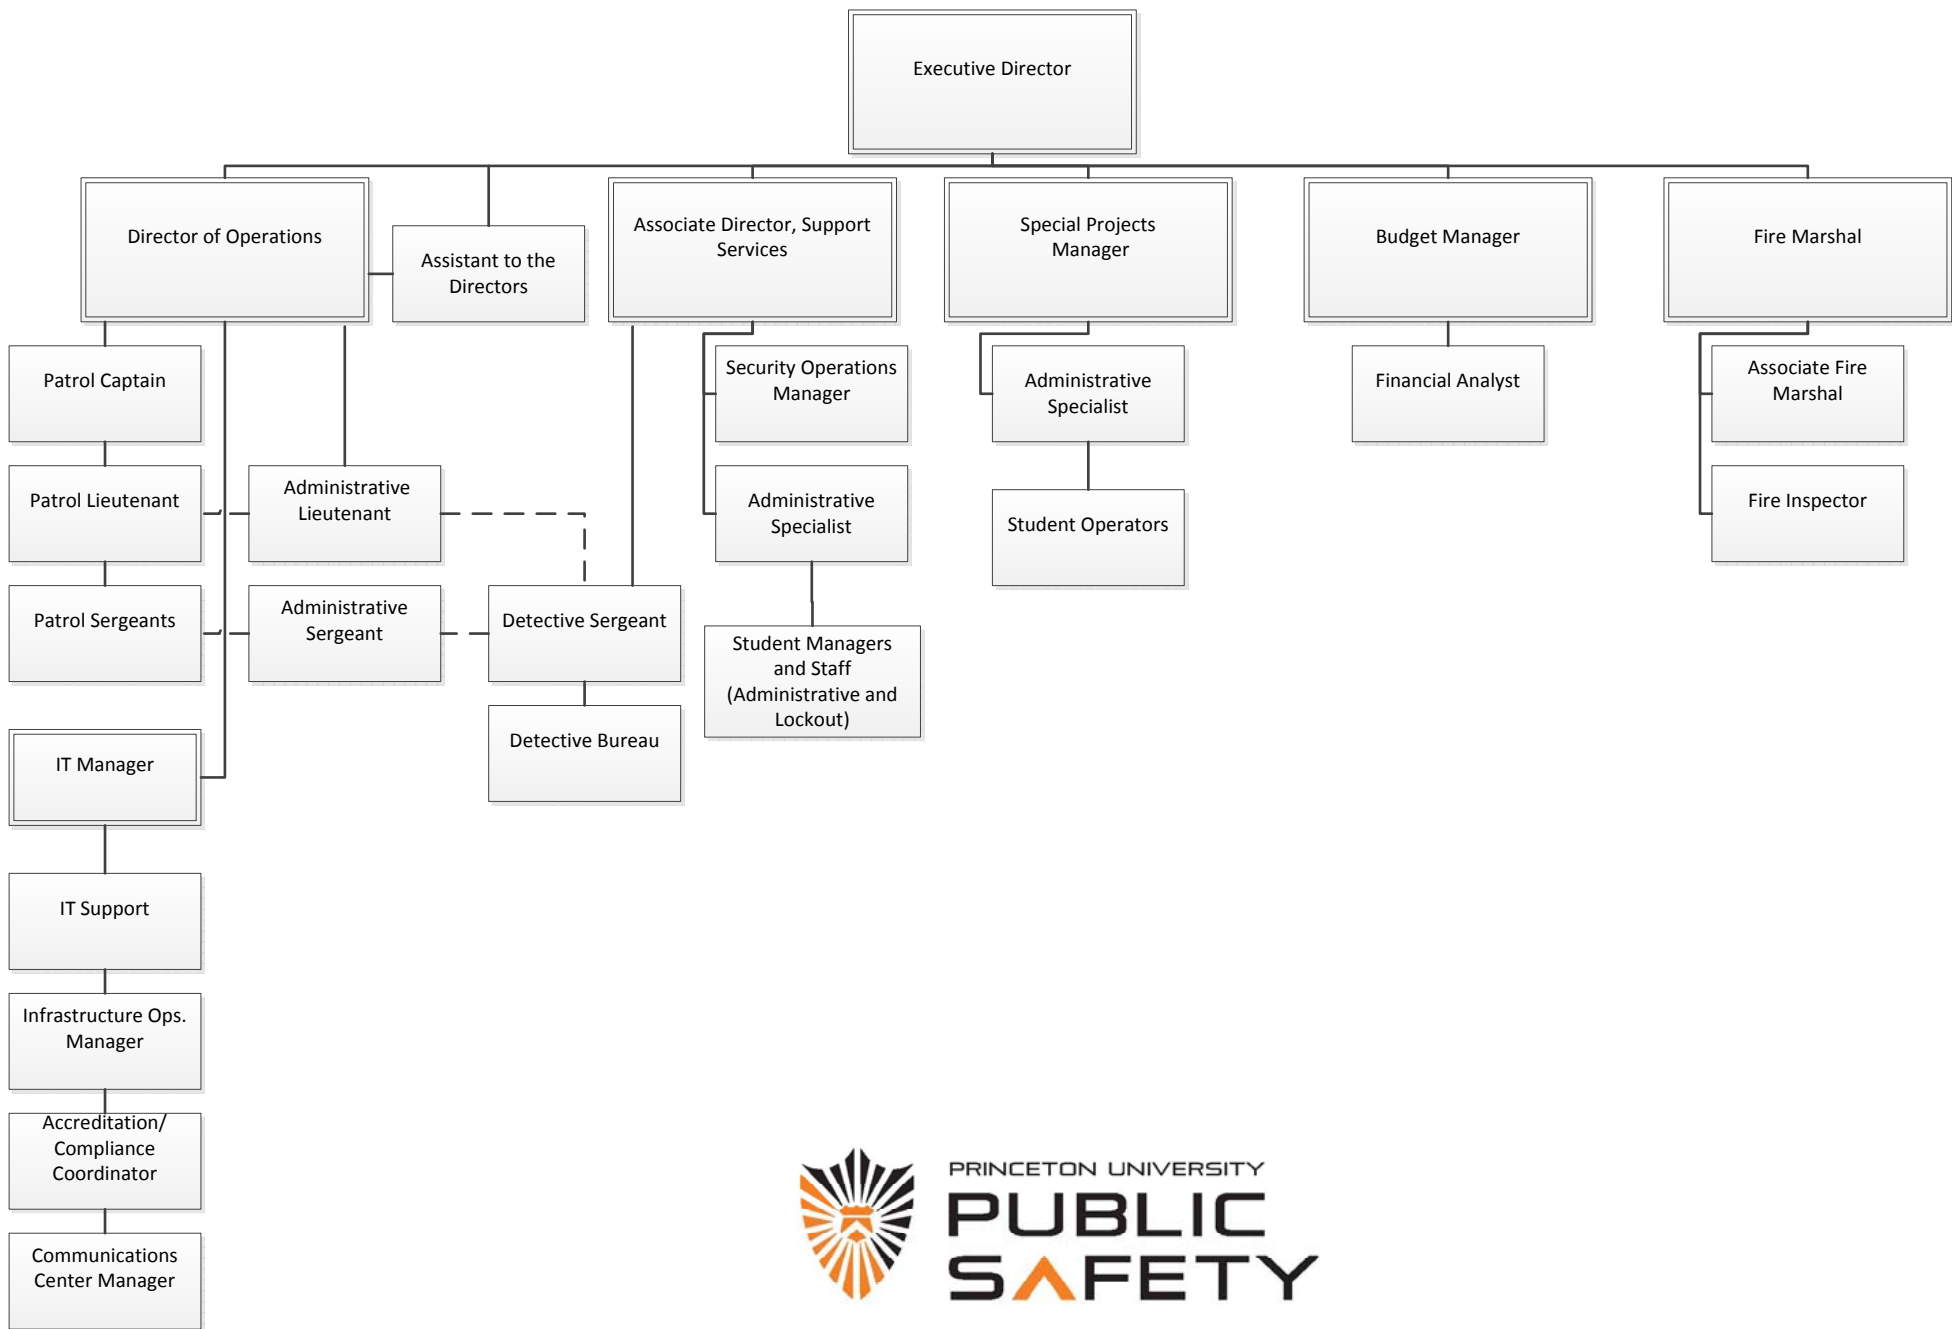 Executive Director
Director of Operations
Assistant to the
Directors
Associate Director, Support
Services
Special Projects
Manager
Budget Manager
Fire Marshal
Patrol Captain
Security Operations
Manager
Administrative
Specialist
Financial Analyst
Associate Fire
Marshal
Patrol Lieutenant
Administrative
Lieutenant
Administrative
Specialist
Student Operators
Fire Inspector
Patrol Sergeants
Administrative
Sergeant
Detective Sergeant
Student Managers
and Staff
(Administrative and
Lockout)
Detective Bureau
IT Manager
IT Support
Infrastructure Ops.
Manager
Accreditation/
Compliance
Coordinator
Communications
Center Manager
PRINCETON UNIVERSITY
PUBLIC
SAFETY